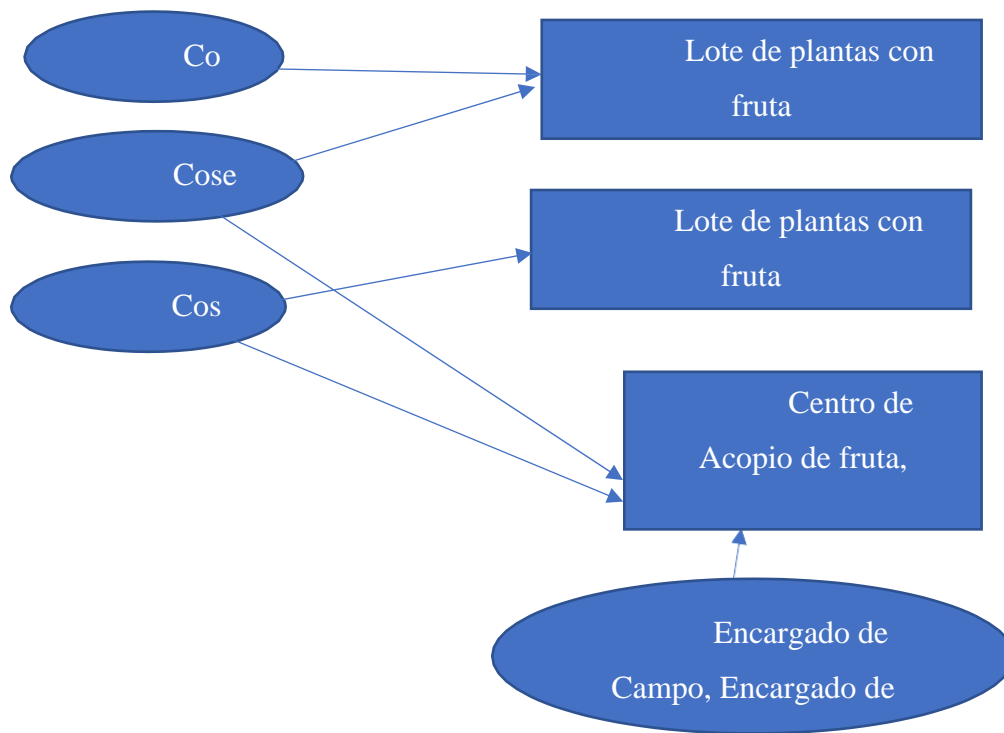 Co
Lote de plantas con
fruta
Cose
Lote de plantas con
fruta
Cos
Centro de
Acopio de fruta,
Encargado de
Campo, Encargado de